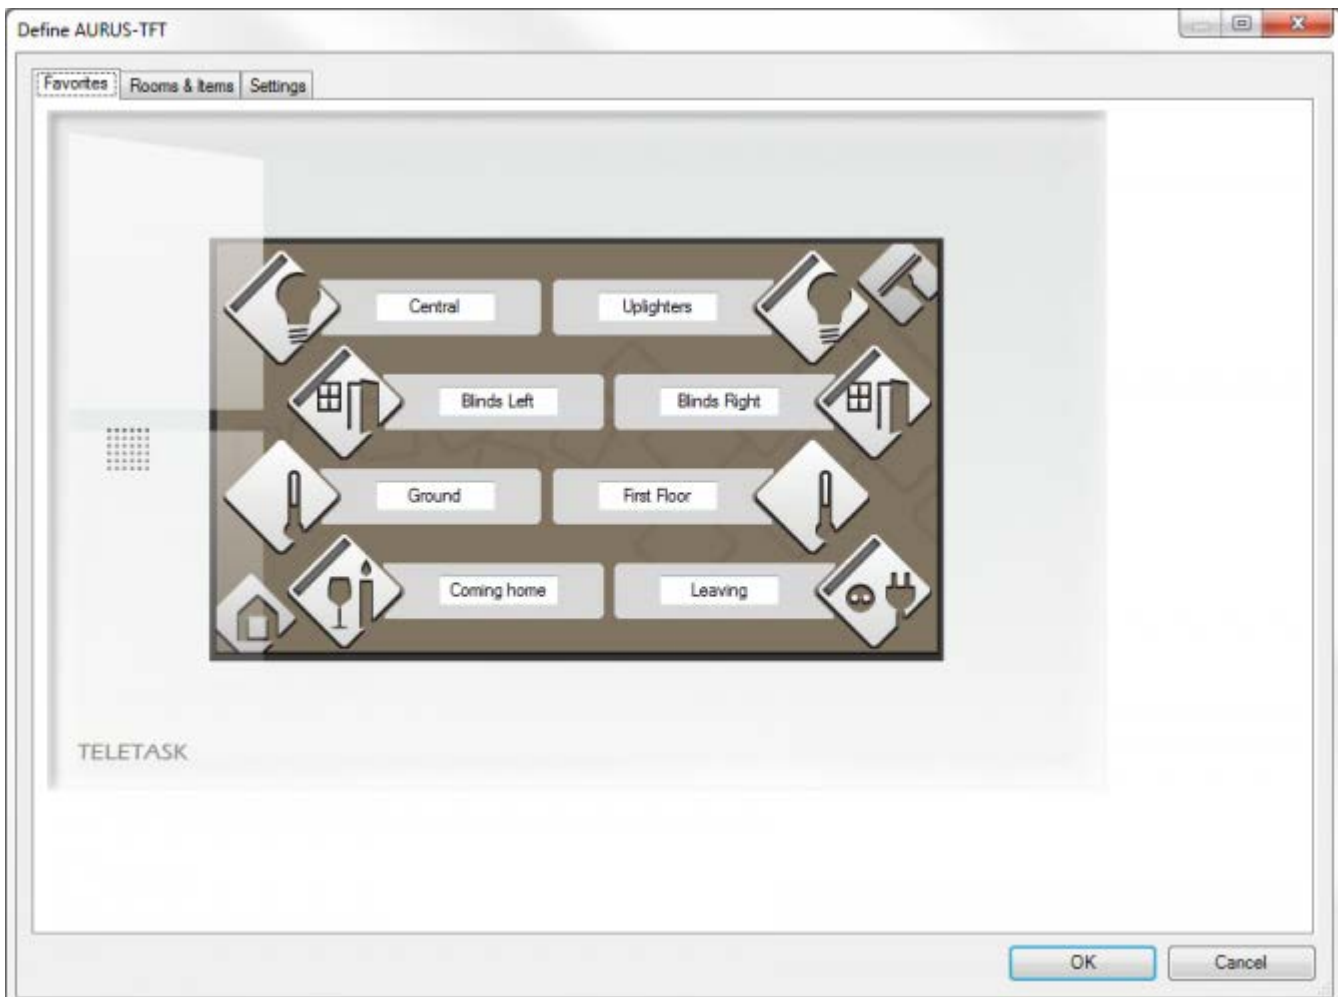 Define AURUS-TFT
Favorites Rooms & Items Settings
Central Uplighters
Blinds Left Blinds Right
Ground First Floor
Coming home Leaving
TELETASK
OK Cancel